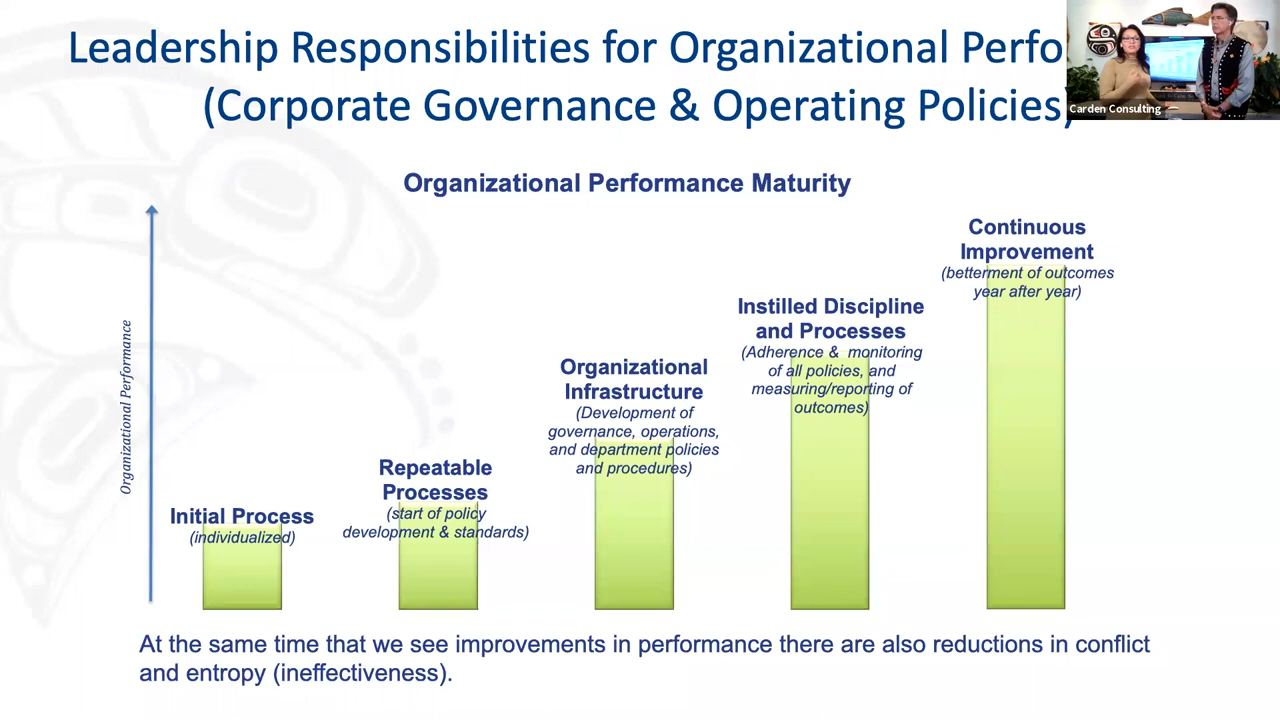 Leadership Responsibilities for Organizational Perfo
(Corporate Governance & Operating Policies)
Carden Consulting
Organizational Performance Maturity
Organizational Performance
Initial Process
(individualized)
Repeatable
Processes
(start of policy
development & standards)
Organizational
Infrastructure
(Development of
governance, operations,
and department policies
and procedures)
Instilled Discipline
and Processes
(Adherence & monitoring
of all policies, and
measuring/reporting of
outcomes)
Continuous
Improvement
(betterment of outcomes
year after year)
At the same time that we see improvements in performance there are also reductions in conflict
and entropy (ineffectiveness).